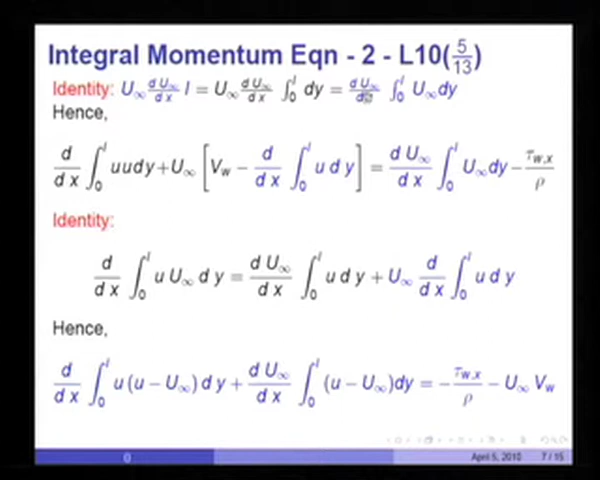 Integral Momentum Eqn - 2 - L10(5/13)
Identity: U∞ dU∞/dx l = U∞ dU∞/dx ∫₀ˡ dy = dU∞/dx ∫₀ˡ U∞dy
Hence,
d/dx ∫₀ˡ uudy+U∞ [Vw − d/dx ∫₀ˡ u dy] = dU∞/dx ∫₀ˡ U∞dy − τw,x/ρ
Identity:
d/dx ∫₀ˡ u U∞ dy = dU∞/dx ∫₀ˡ u dy + U∞ d/dx ∫₀ˡ u dy
Hence,
d/dx ∫₀ˡ u (u − U∞) dy + dU∞/dx ∫₀ˡ (u − U∞)dy = − τw,x/ρ − U∞ Vw
() April 5, 2010 7 / 15